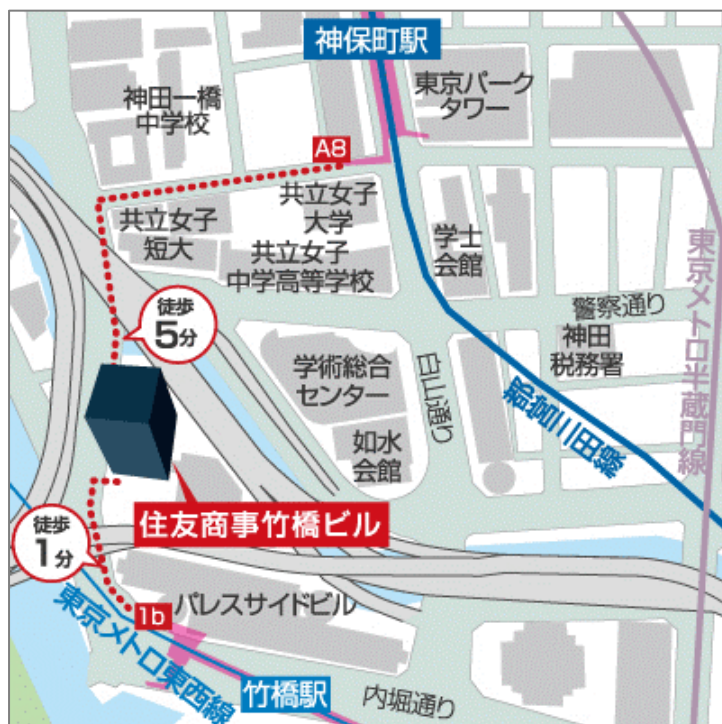 神保町駅
東京パーク
タワー
神田一橋
中学校
A8
共立女子
大学
共立女子
短大
共立女子
中学高等学校
学士
会館
東京メトロ半蔵門線
警察通り
神田
税務署
徒歩
5分
学術総合
センター
白山通り
都営三田線
如水
会館
住友商事竹橋ビル
徒歩
1分
1b
パレスサイドビル
東京メトロ東西線
竹橋駅
内堀通り